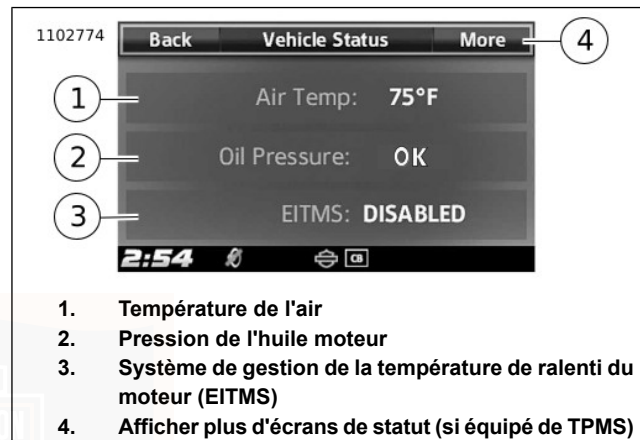 1102774
Back Vehicle Status More
4
1
Air Temp: 75°F
2
Oil Pressure: OK
3
EITMS: DISABLED
2:54 CB
1. Température de l'air
2. Pression de l'huile moteur
3. Système de gestion de la température de ralenti du
moteur (EITMS)
4. Afficher plus d'écrans de statut (si équipé de TPMS)